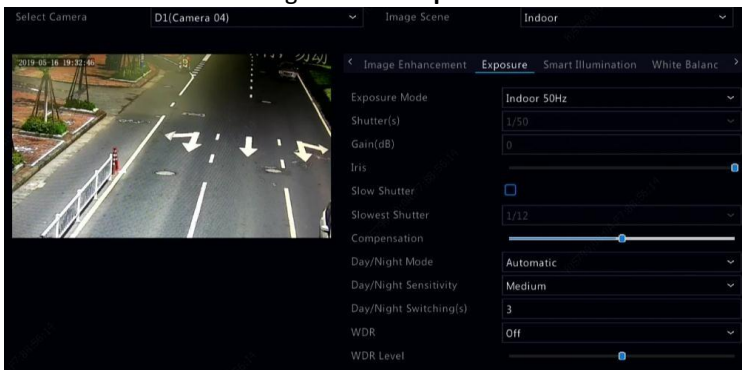 Select Camera D1(Camera 04) Image Scene Indoor
2019-05-16 19:32:46
Image Enhancement Exposure Smart Illumination White Balanc
Exposure Mode Indoor 50Hz
Shutter(s) 1/50
Gain(dB) 0
Iris
Slow Shutter
Slowest Shutter 1/12
Compensation
Day/Night Mode Automatic
Day/Night Sensitivity Medium
Day/Night Switching(s) 3
WDR Off
WDR Level